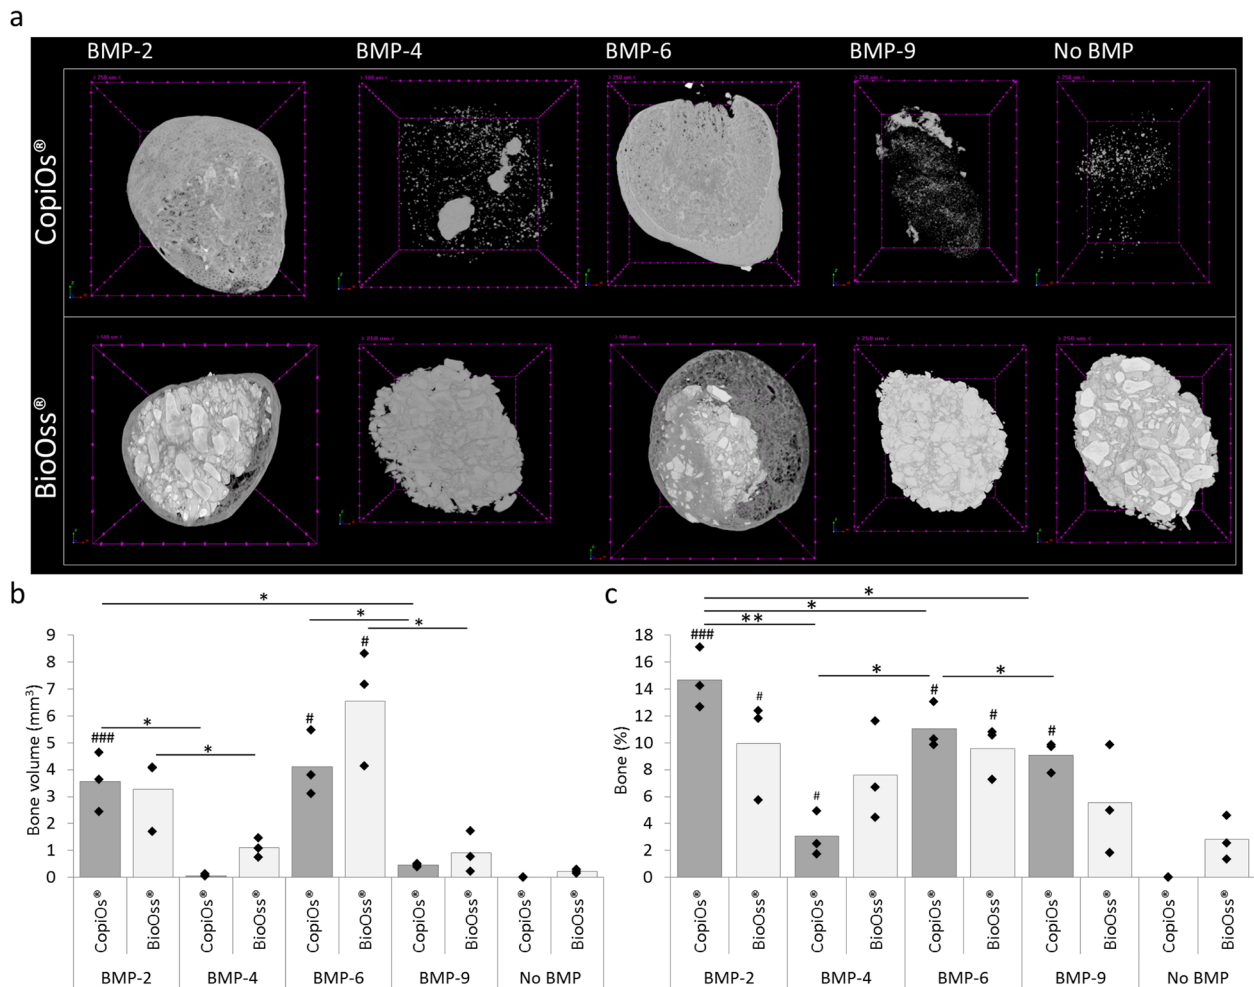 a
BMP-2 BMP-4 BMP-6 BMP-9 No BMP
CopiOs®
BioOss®
b
Bone volume (mm³)
9
8
7
6
5
4
3
2
1
0
* * * * * ### # #
CopiOs® BioOss® CopiOs® BioOss® CopiOs® BioOss® CopiOs® BioOss® CopiOs® BioOss®
BMP-2 BMP-4 BMP-6 BMP-9 No BMP
c
Bone (%)
18
16
14
12
10
8
6
4
2
0
* * ** * * ### # # # # #
CopiOs® BioOss® CopiOs® BioOss® CopiOs® BioOss® CopiOs® BioOss® CopiOs® BioOss®
BMP-2 BMP-4 BMP-6 BMP-9 No BMP